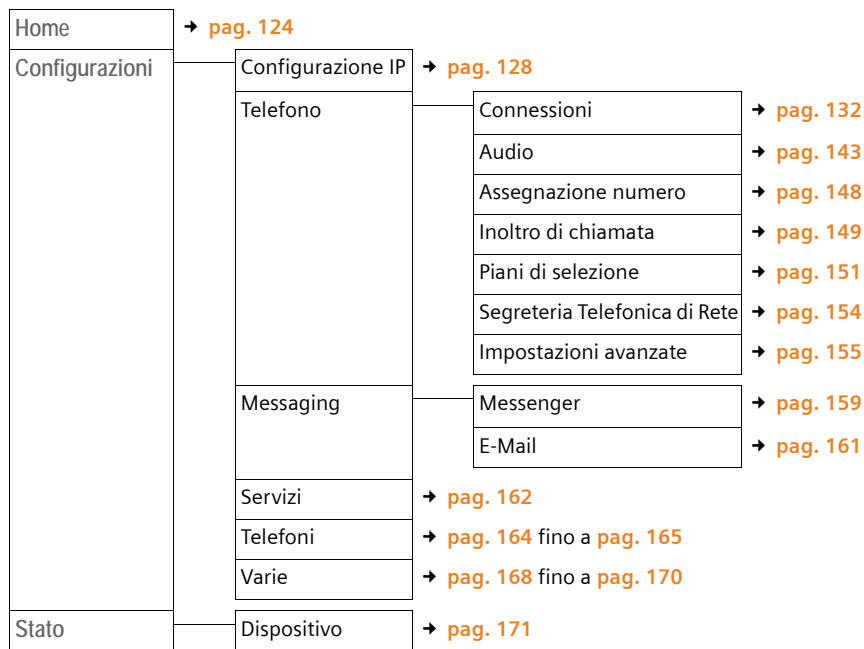 Home ➔ pag. 124
Configurazioni Configurazione IP ➔ pag. 128
Telefono Connessioni ➔ pag. 132
Audio ➔ pag. 143
Assegnazione numero ➔ pag. 148
Inoltro di chiamata ➔ pag. 149
Piani di selezione ➔ pag. 151
Segreteria Telefonica di Rete ➔ pag. 154
Impostazioni avanzate ➔ pag. 155
Messaging Messenger ➔ pag. 159
E-Mail ➔ pag. 161
Servizi ➔ pag. 162
Telefoni ➔ pag. 164 fino a pag. 165
Varie ➔ pag. 168 fino a pag. 170
Stato Dispositivo ➔ pag. 171